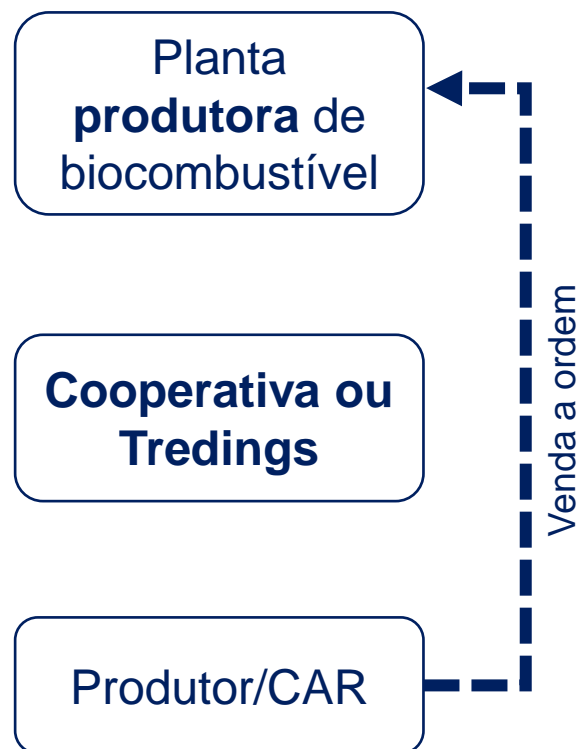 Planta
produtora de
biocombustível
Cooperativa ou
Tredings
Venda a ordem
Produtor/CAR